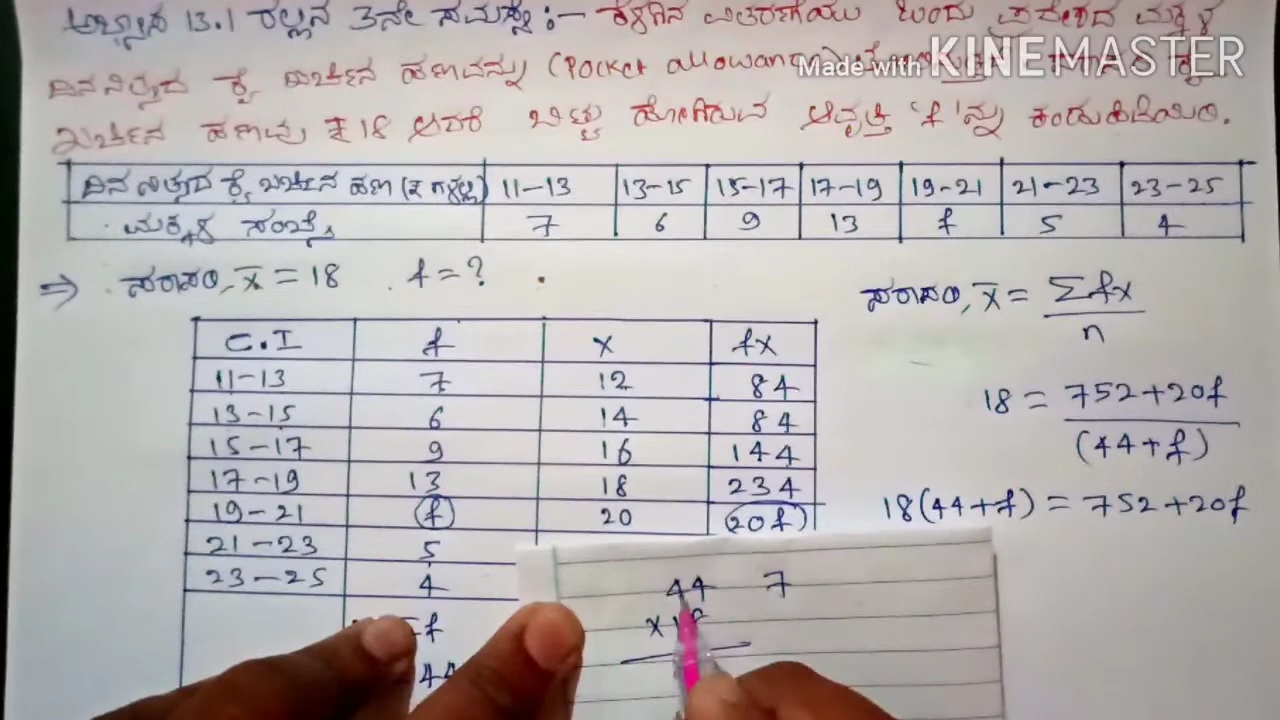 ಅಭ್ಯಾಸ 13.1 ರಲ್ಲಿನ 3ನೇ ಸಮಸ್ಯೆ :- ಕೆಳಗಿನ ವಿತರಣೆಯು ಒಂದು ಪ್ರದೇಶದ ಮಕ್ಕಳ
ದಿನನಿತ್ಯದ ಕೈ ಖರ್ಚಿನ ಹಣವನ್ನು (Pocket allowan
Made with KINEMASTER
ಖರ್ಚಿನ ಹಣವು ₹ 18 ಆದರೆ ಬಿಟ್ಟು ಹೋಗಿರುವ ಆವೃತ್ತಿ 'f' ನ್ನು ಕಂಡುಹಿಡಿಯಿರಿ.
ದಿನ ನಿತ್ಯದ ಕೈ ಖರ್ಚಿನ ಹಣ (₹ ಗಳಲ್ಲಿ) 11-13 13-15 15-17 17-19 19-21 21-23 23-25
ಮಕ್ಕಳ ಸಂಖ್ಯೆ 7 6 9 13 f 5 4
⇒ ಸರಾಸರಿ, x̄ = 18 f = ?
C.I f x fx
11-13 7 12 84
13-15 6 14 84
15-17 9 16 144
17-19 13 18 234
19-21 f 20 20f
21-23 5
23-25 4
f
44
ಸರಾಸರಿ, x̄ = Σfx / n
18 = 752+20f / (44+f)
18(44+f) = 752+20f
44 7
×